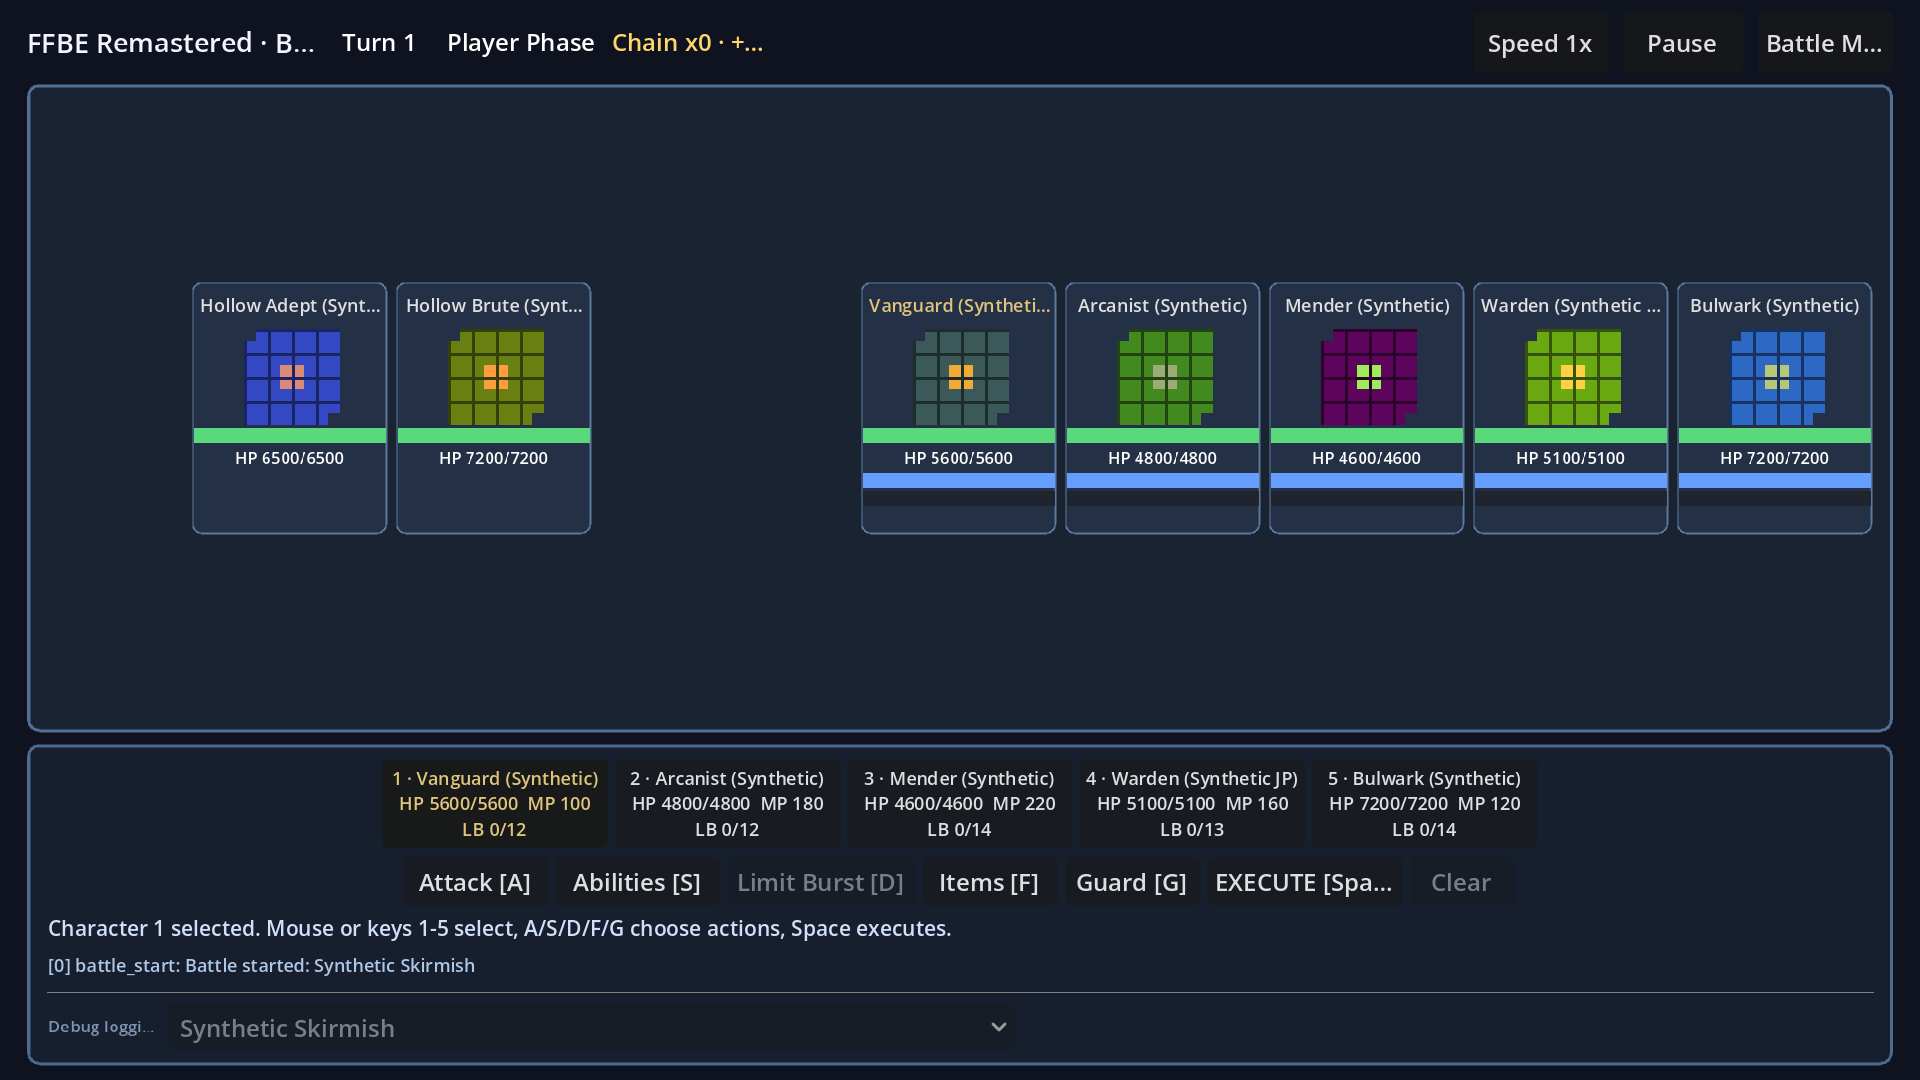 FFBE Remastered · B...
Turn 1
Player Phase
Chain x0 · +...
Speed 1x
Pause
Battle M...
Hollow Adept (Synt...
HP 6500/6500
Hollow Brute (Synt...
HP 7200/7200
Vanguard (Syntheti...
HP 5600/5600
Arcanist (Synthetic)
HP 4800/4800
Mender (Synthetic)
HP 4600/4600
Warden (Synthetic ...
HP 5100/5100
Bulwark (Synthetic)
HP 7200/7200
1 · Vanguard (Synthetic)
HP 5600/5600 MP 100
LB 0/12
2 · Arcanist (Synthetic)
HP 4800/4800 MP 180
LB 0/12
3 · Mender (Synthetic)
HP 4600/4600 MP 220
LB 0/14
4 · Warden (Synthetic JP)
HP 5100/5100 MP 160
LB 0/13
5 · Bulwark (Synthetic)
HP 7200/7200 MP 120
LB 0/14
Attack [A]
Abilities [S]
Limit Burst [D]
Items [F]
Guard [G]
EXECUTE [Spa...
Clear
Character 1 selected. Mouse or keys 1-5 select, A/S/D/F/G choose actions, Space executes.
[0] battle_start: Battle started: Synthetic Skirmish
Debug loggi...
Synthetic Skirmish